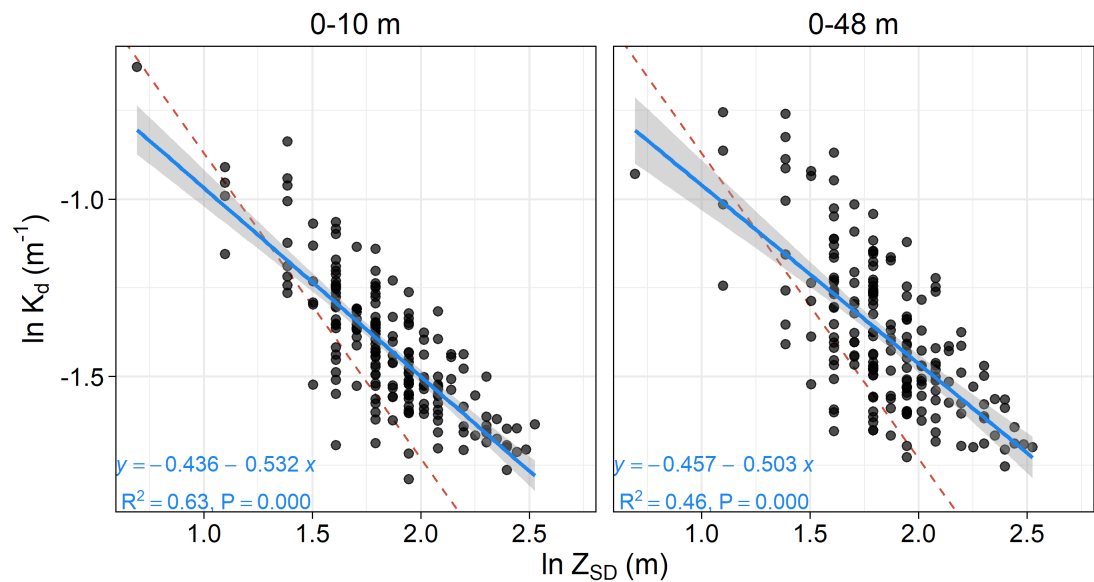 0-10 m
0-48 m
ln K_d (m⁻¹)
-1.0
-1.5
y = −0.436 − 0.532 x
R² = 0.63, P = 0.000
y = −0.457 − 0.503 x
R² = 0.46, P = 0.000
1.0 1.5 2.0 2.5
1.0 1.5 2.0 2.5
ln Z_SD (m)